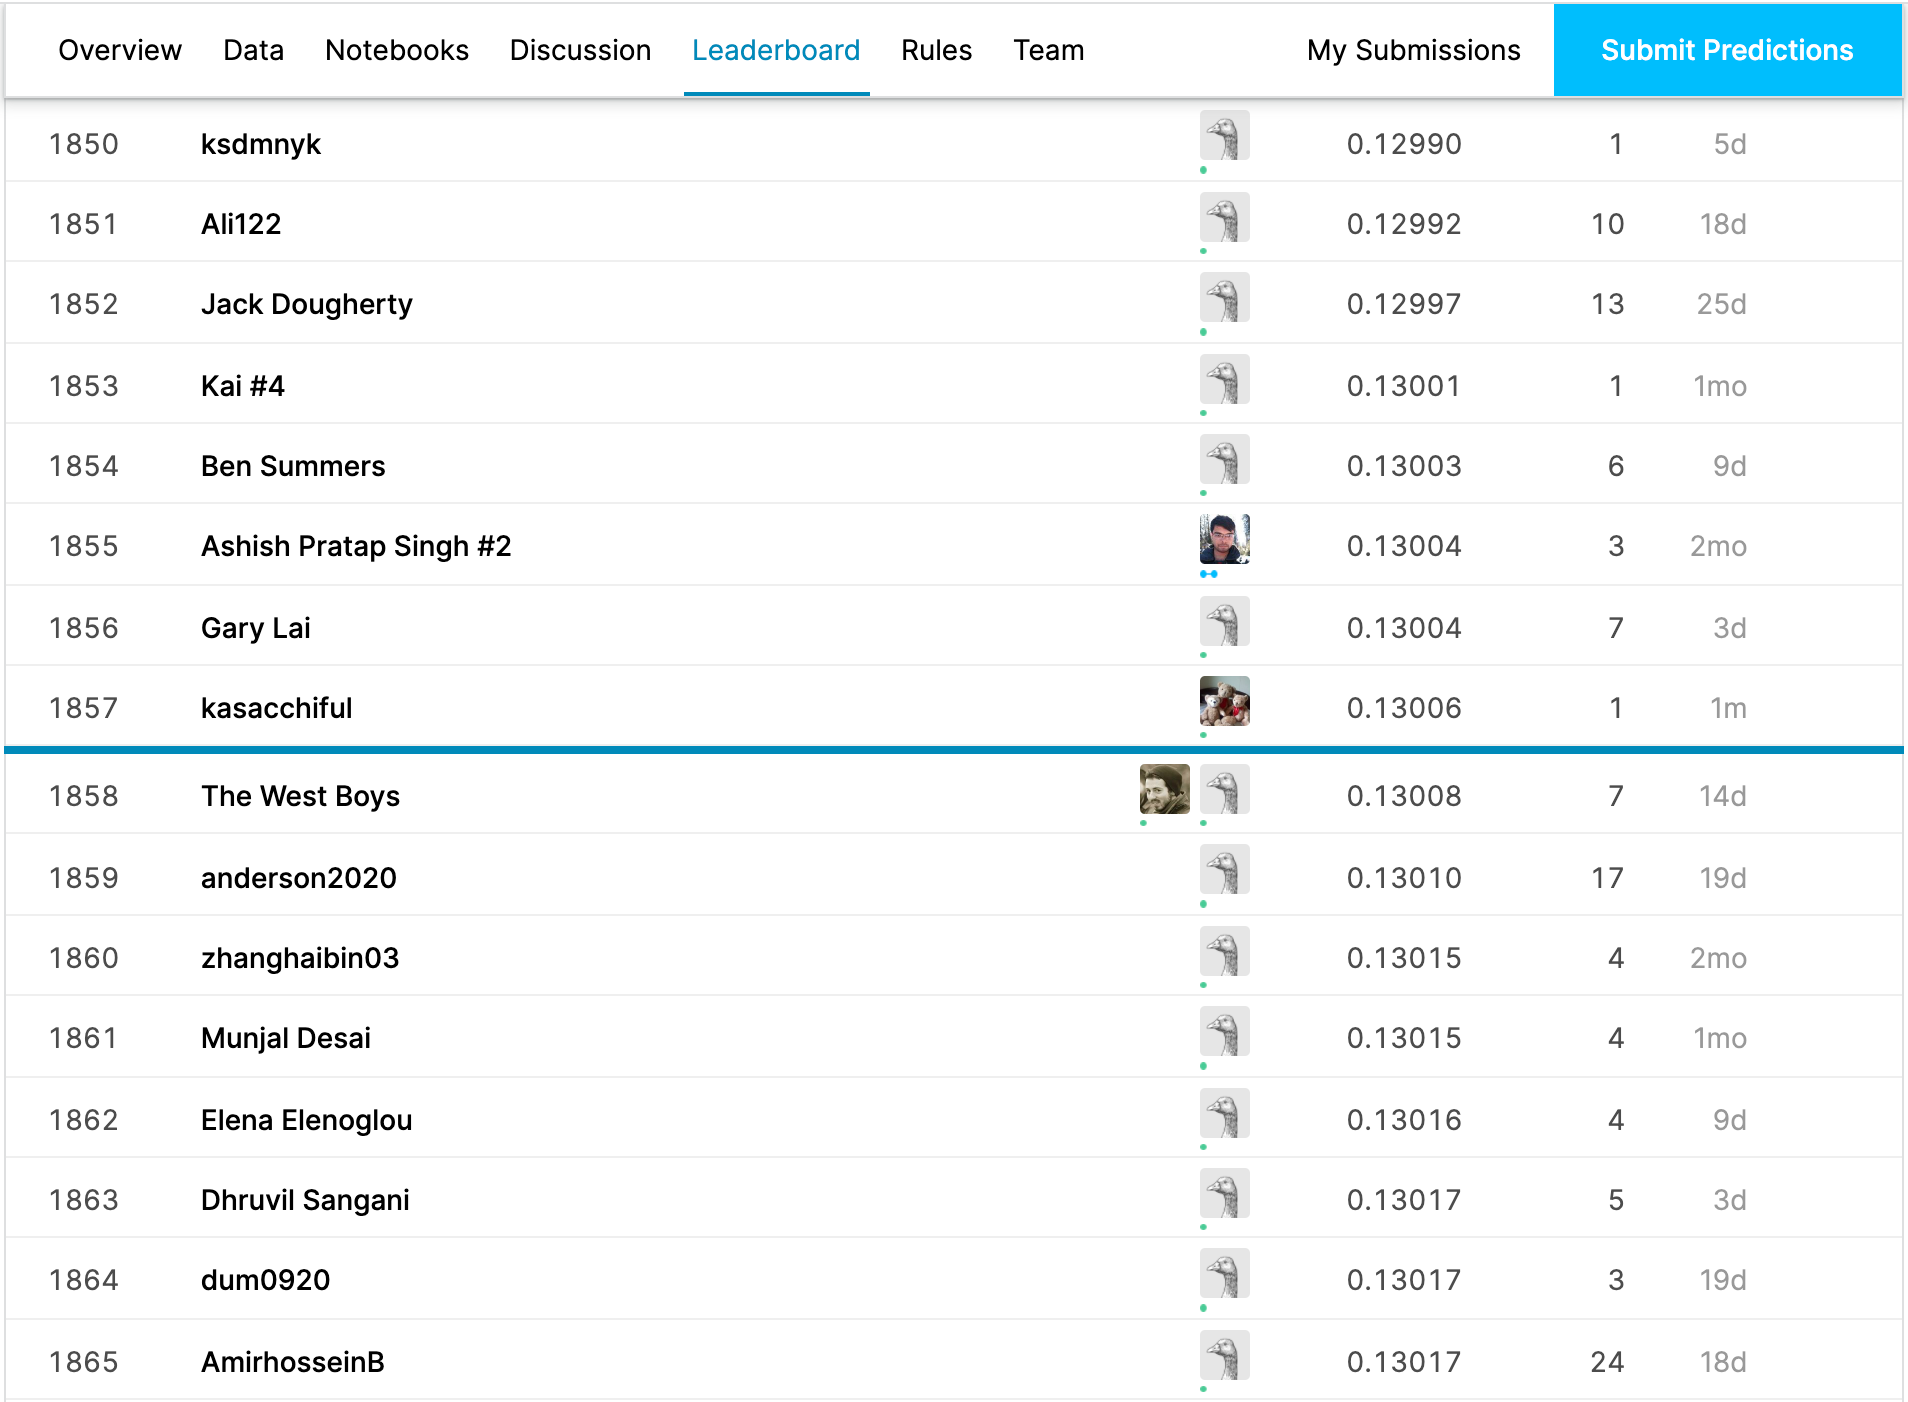 Overview Data Notebooks Discussion Leaderboard Rules Team My Submissions Submit Predictions
1850 ksdmnyk 0.12990 1 5d
1851 Ali122 0.12992 10 18d
1852 Jack Dougherty 0.12997 13 25d
1853 Kai #4 0.13001 1 1mo
1854 Ben Summers 0.13003 6 9d
1855 Ashish Pratap Singh #2 0.13004 3 2mo
1856 Gary Lai 0.13004 7 3d
1857 kasacchiful 0.13006 1 1m
1858 The West Boys 0.13008 7 14d
1859 anderson2020 0.13010 17 19d
1860 zhanghaibin03 0.13015 4 2mo
1861 Munjal Desai 0.13015 4 1mo
1862 Elena Elenoglou 0.13016 4 9d
1863 Dhruvil Sangani 0.13017 5 3d
1864 dum0920 0.13017 3 19d
1865 AmirhosseinB 0.13017 24 18d